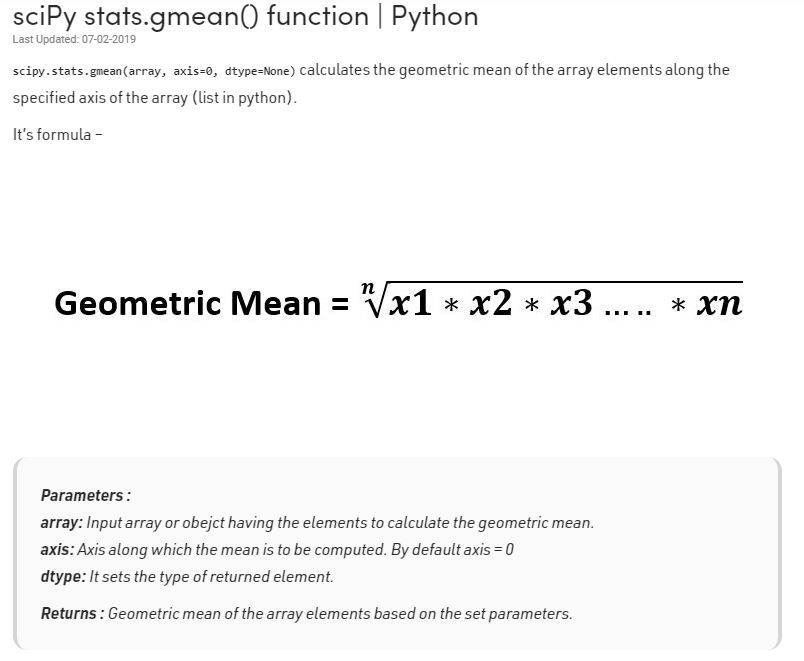 sciPy stats.gmean() function | Python
Last Updated: 07-02-2019
scipy.stats.gmean(array, axis=0, dtype=None) calculates the geometric mean of the array elements along the
specified axis of the array (list in python).
It's formula –
Geometric Mean = ⁿ√x1 * x2 * x3 ..... * xn
Parameters :
array: Input array or obejct having the elements to calculate the geometric mean.
axis: Axis along which the mean is to be computed. By default axis = 0
dtype: It sets the type of returned element.
Returns : Geometric mean of the array elements based on the set parameters.